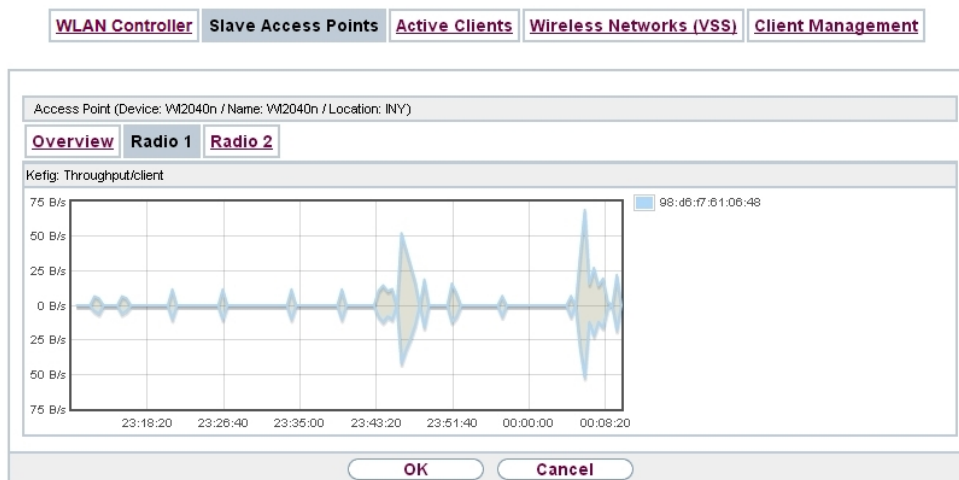 WLAN Controller Slave Access Points Active Clients Wireless Networks (VSS) Client Management
Access Point (Device: WI2040n / Name: WI2040n / Location: INY)
Overview Radio 1 Radio 2
Kefig: Throughput/client
75 B/s
98:d6:f7:61:06:48
50 B/s
25 B/s
0 B/s
25 B/s
50 B/s
75 B/s
23:18:20 23:26:40 23:35:00 23:43:20 23:51:40 00:00:00 00:08:20
OK Cancel